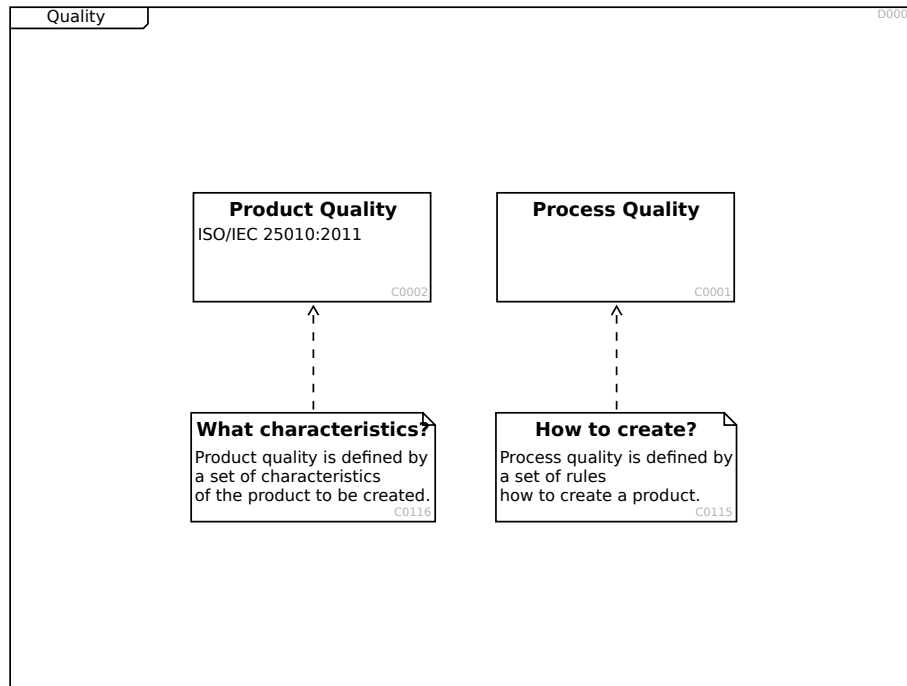 Quality
D000
Product Quality
ISO/IEC 25010:2011
C0002
Process Quality
C0001
What characteristics?
Product quality is defined by
a set of characteristics
of the product to be created.
C0116
How to create?
Process quality is defined by
a set of rules
how to create a product.
C0115